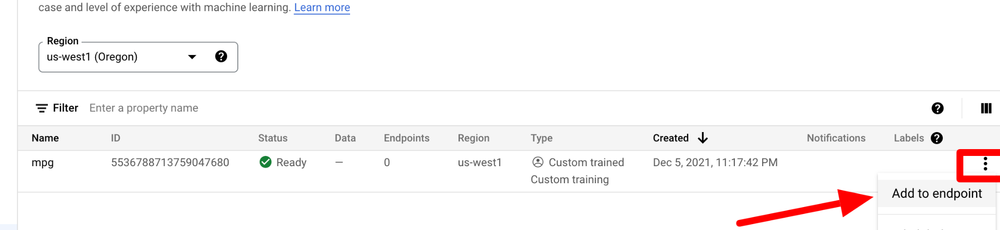 case and level of experience with machine learning. Learn more
Region
us-west1 (Oregon)
Filter Enter a property name
Name ID Status Data Endpoints Region Type Created Notifications Labels
mpg 5536788713759047680 Ready — 0 us-west1 Custom trained Dec 5, 2021, 11:17:42 PM
Custom training
Add to endpoint